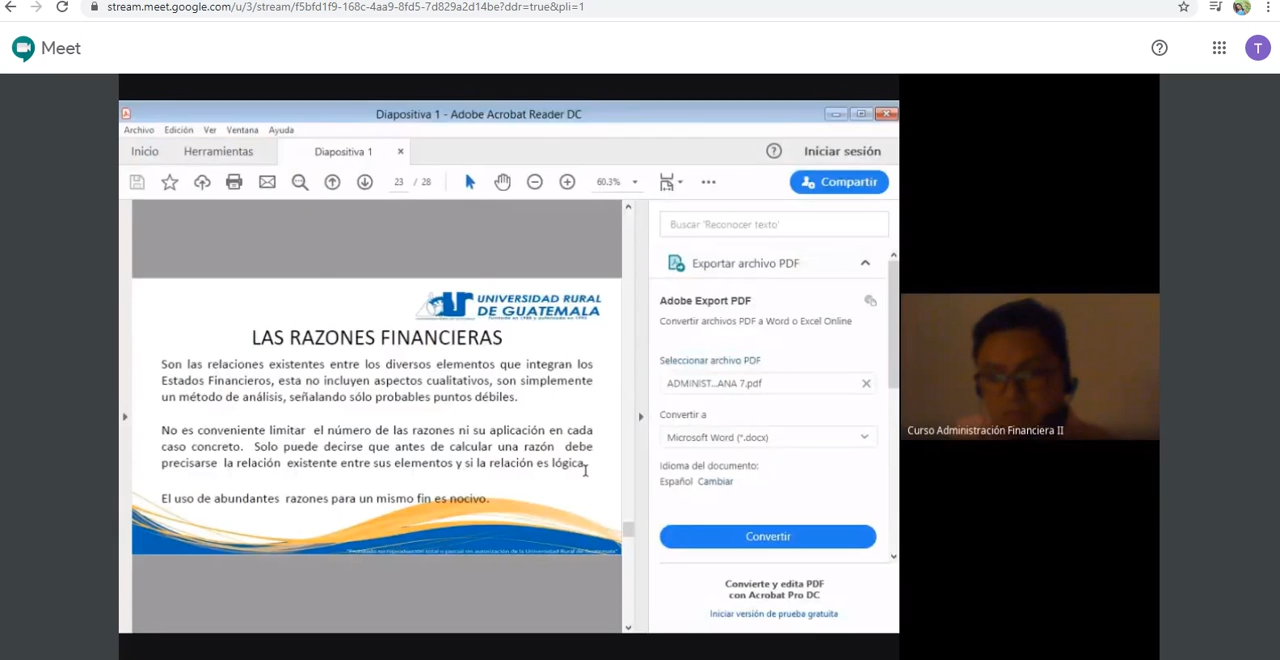 stream.meet.google.com/u/3/stream/f5bfd1f9-168c-4aa9-8fd5-7d829a2d14be?ddr=true&pli=1
Meet
T
Diapositiva 1 - Adobe Acrobat Reader DC
Archivo Edición Ver Ventana Ayuda
Inicio Herramientas Diapositiva 1 Iniciar sesión
23 / 28 60.3% Compartir
UNIVERSIDAD RURAL
DE GUATEMALA
LAS RAZONES FINANCIERAS
Son las relaciones existentes entre los diversos elementos que integran los
Estados Financieros, esta no incluyen aspectos cualitativos, son simplemente
un método de análisis, señalando sólo probables puntos débiles.
No es conveniente limitar el número de las razones ni su aplicación en cada
caso concreto. Solo puede decirse que antes de calcular una razón debe
precisarse la relación existente entre sus elementos y si la relación es lógica.
El uso de abundantes razones para un mismo fin es nocivo.
Buscar 'Reconocer texto'
Exportar archivo PDF
Adobe Export PDF
Convertir archivos PDF a Word o Excel Online
Seleccionar archivo PDF
ADMINIST...ANA 7.pdf
Convertir a
Microsoft Word (*.docx)
Idioma del documento:
Español Cambiar
Convertir
Convierte y edita PDF
con Acrobat Pro DC
Iniciar versión de prueba gratuita
Curso Administración Financiera II